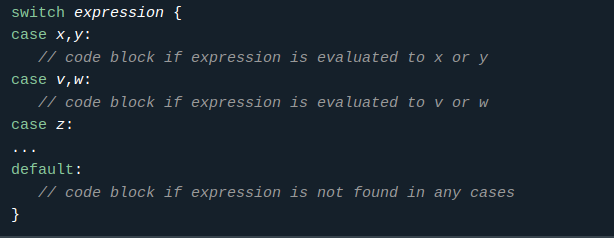 switch expression {
case x,y:
   // code block if expression is evaluated to x or y
case v,w:
   // code block if expression is evaluated to v or w
case z:
...
default:
   // code block if expression is not found in any cases
}